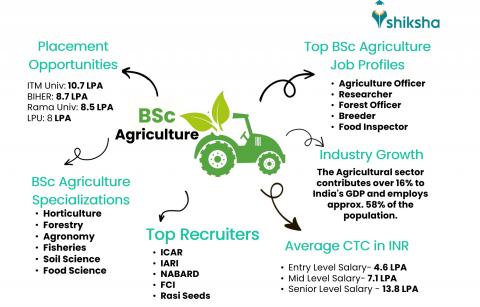 shiksha
Placement
Opportunities
ITM Univ: 10.7 LPA
BIHER: 8.7 LPA
Rama Univ: 8.5 LPA
LPU: 8 LPA
Top BSc Agriculture
Job Profiles
• Agriculture Officer
• Researcher
• Forest Officer
• Breeder
• Food Inspector
BSc
Agriculture
Industry Growth
The Agricultural sector
contributes over 16% to
India's GDP and employs
approx. 58% of the
population.
BSc Agriculture
Specializations
• Horticulture
• Forestry
• Agronomy
• Fisheries
• Soil Science
• Food Science
Top Recruiters
• ICAR
• IARI
• NABARD
• FCI
• Rasi Seeds
Average CTC in INR
• Entry Level Salary- 4.6 LPA
• Mid Level Salary- 7.1 LPA
• Senior Level Salary - 13.8 LPA